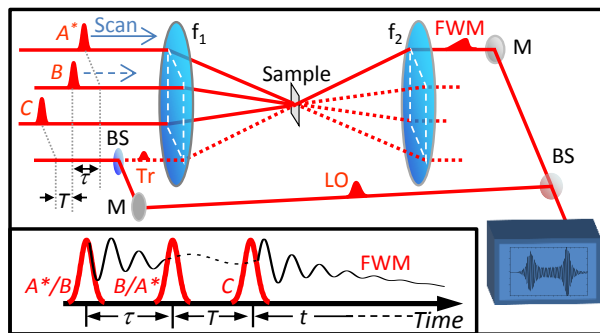 A* Scan
f1
f2
FWM
M
B
Sample
C
BS
Tr
LO
BS
T
τ
M
A*/B
B/A*
C
FWM
τ
T
t
Time